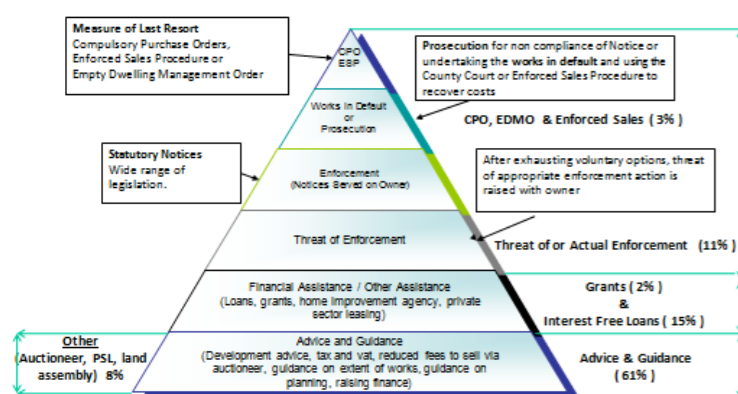 Measure of Last Resort
Compulsory Purchase Orders,
Enforced Sales Procedure or
Empty Dwelling Management Order
CPO
ESP
Prosecution for non compliance of Notice or
undertaking the works in default and using the
County Court or Enforced Sales Procedure to
recover costs
Works in Default
or
Prosecution
CPO, EDMO & Enforced Sales ( 3% )
Statutory Notices
Wide range of
legislation.
Enforcement
(Notices Served on Owner)
After exhausting voluntary options, threat
of appropriate enforcement action is
raised with owner
Threat of Enforcement
Threat of or Actual Enforcement (11%)
Financial Assistance / Other Assistance
(Loans, grants, home improvement agency, private
sector leasing)
Grants ( 2% )
&
Interest Free Loans ( 15% )
Other
(Auctioneer, PSL, land
assembly) 8%
Advice and Guidance
(Development advice, tax and vat, reduced fees to sell via
auctioneer, guidance on extent of works, guidance on
planning, raising finance)
Advice & Guidance
( 61% )